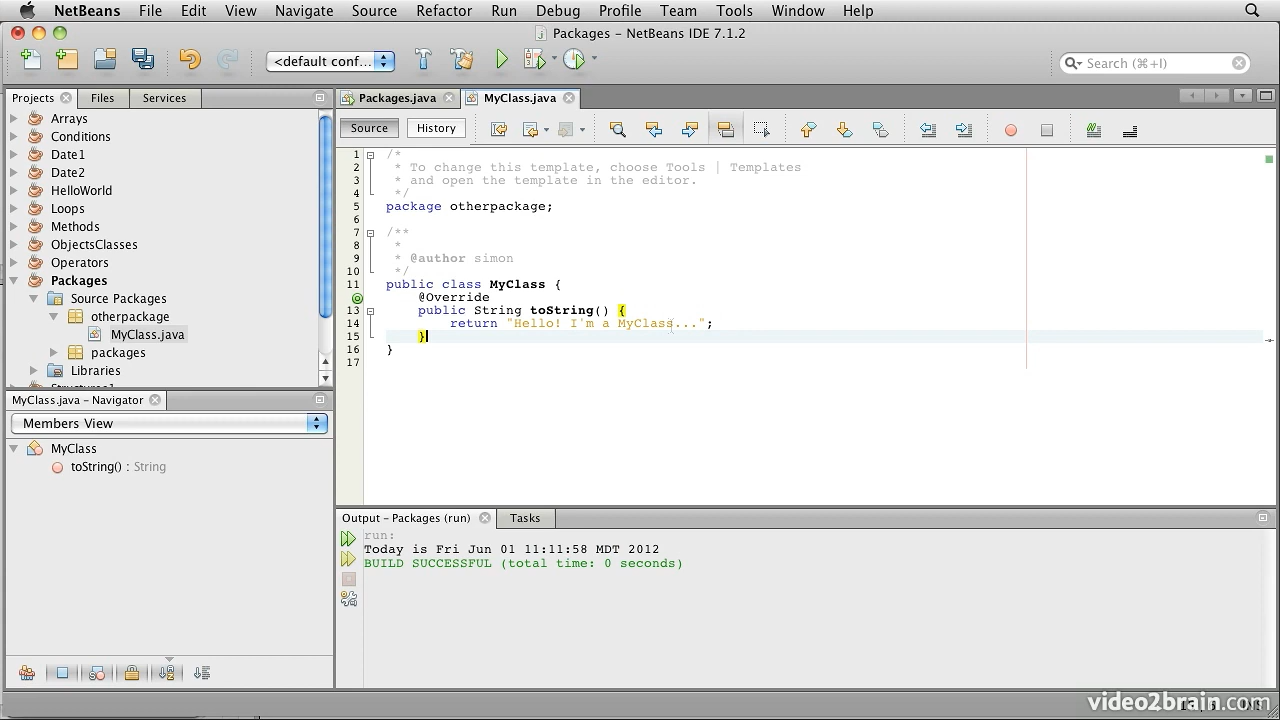 NetBeans File Edit View Navigate Source Refactor Run Debug Profile Team Tools Window Help
Packages – NetBeans IDE 7.1.2
<default conf...
Search (⌘+I)
Projects Files Services
Packages.java MyClass.java
Source History
Arrays
Conditions
Date1
Date2
HelloWorld
Loops
Methods
ObjectsClasses
Operators
Packages
Source Packages
otherpackage
MyClass.java
packages
Libraries
1 /*
2 * To change this template, choose Tools | Templates
3 * and open the template in the editor.
4 */
5 package otherpackage;
6
7 /**
8 *
9 * @author simon
10 */
11 public class MyClass {
@Override
13 public String toString() {
14 return "Hello! I'm a MyClass...";
15 }
16 }
17
MyClass.java – Navigator
Members View
MyClass
toString() : String
Output – Packages (run) Tasks
run:
Today is Fri Jun 01 11:11:58 MDT 2012
BUILD SUCCESSFUL (total time: 0 seconds)
video2brain.com